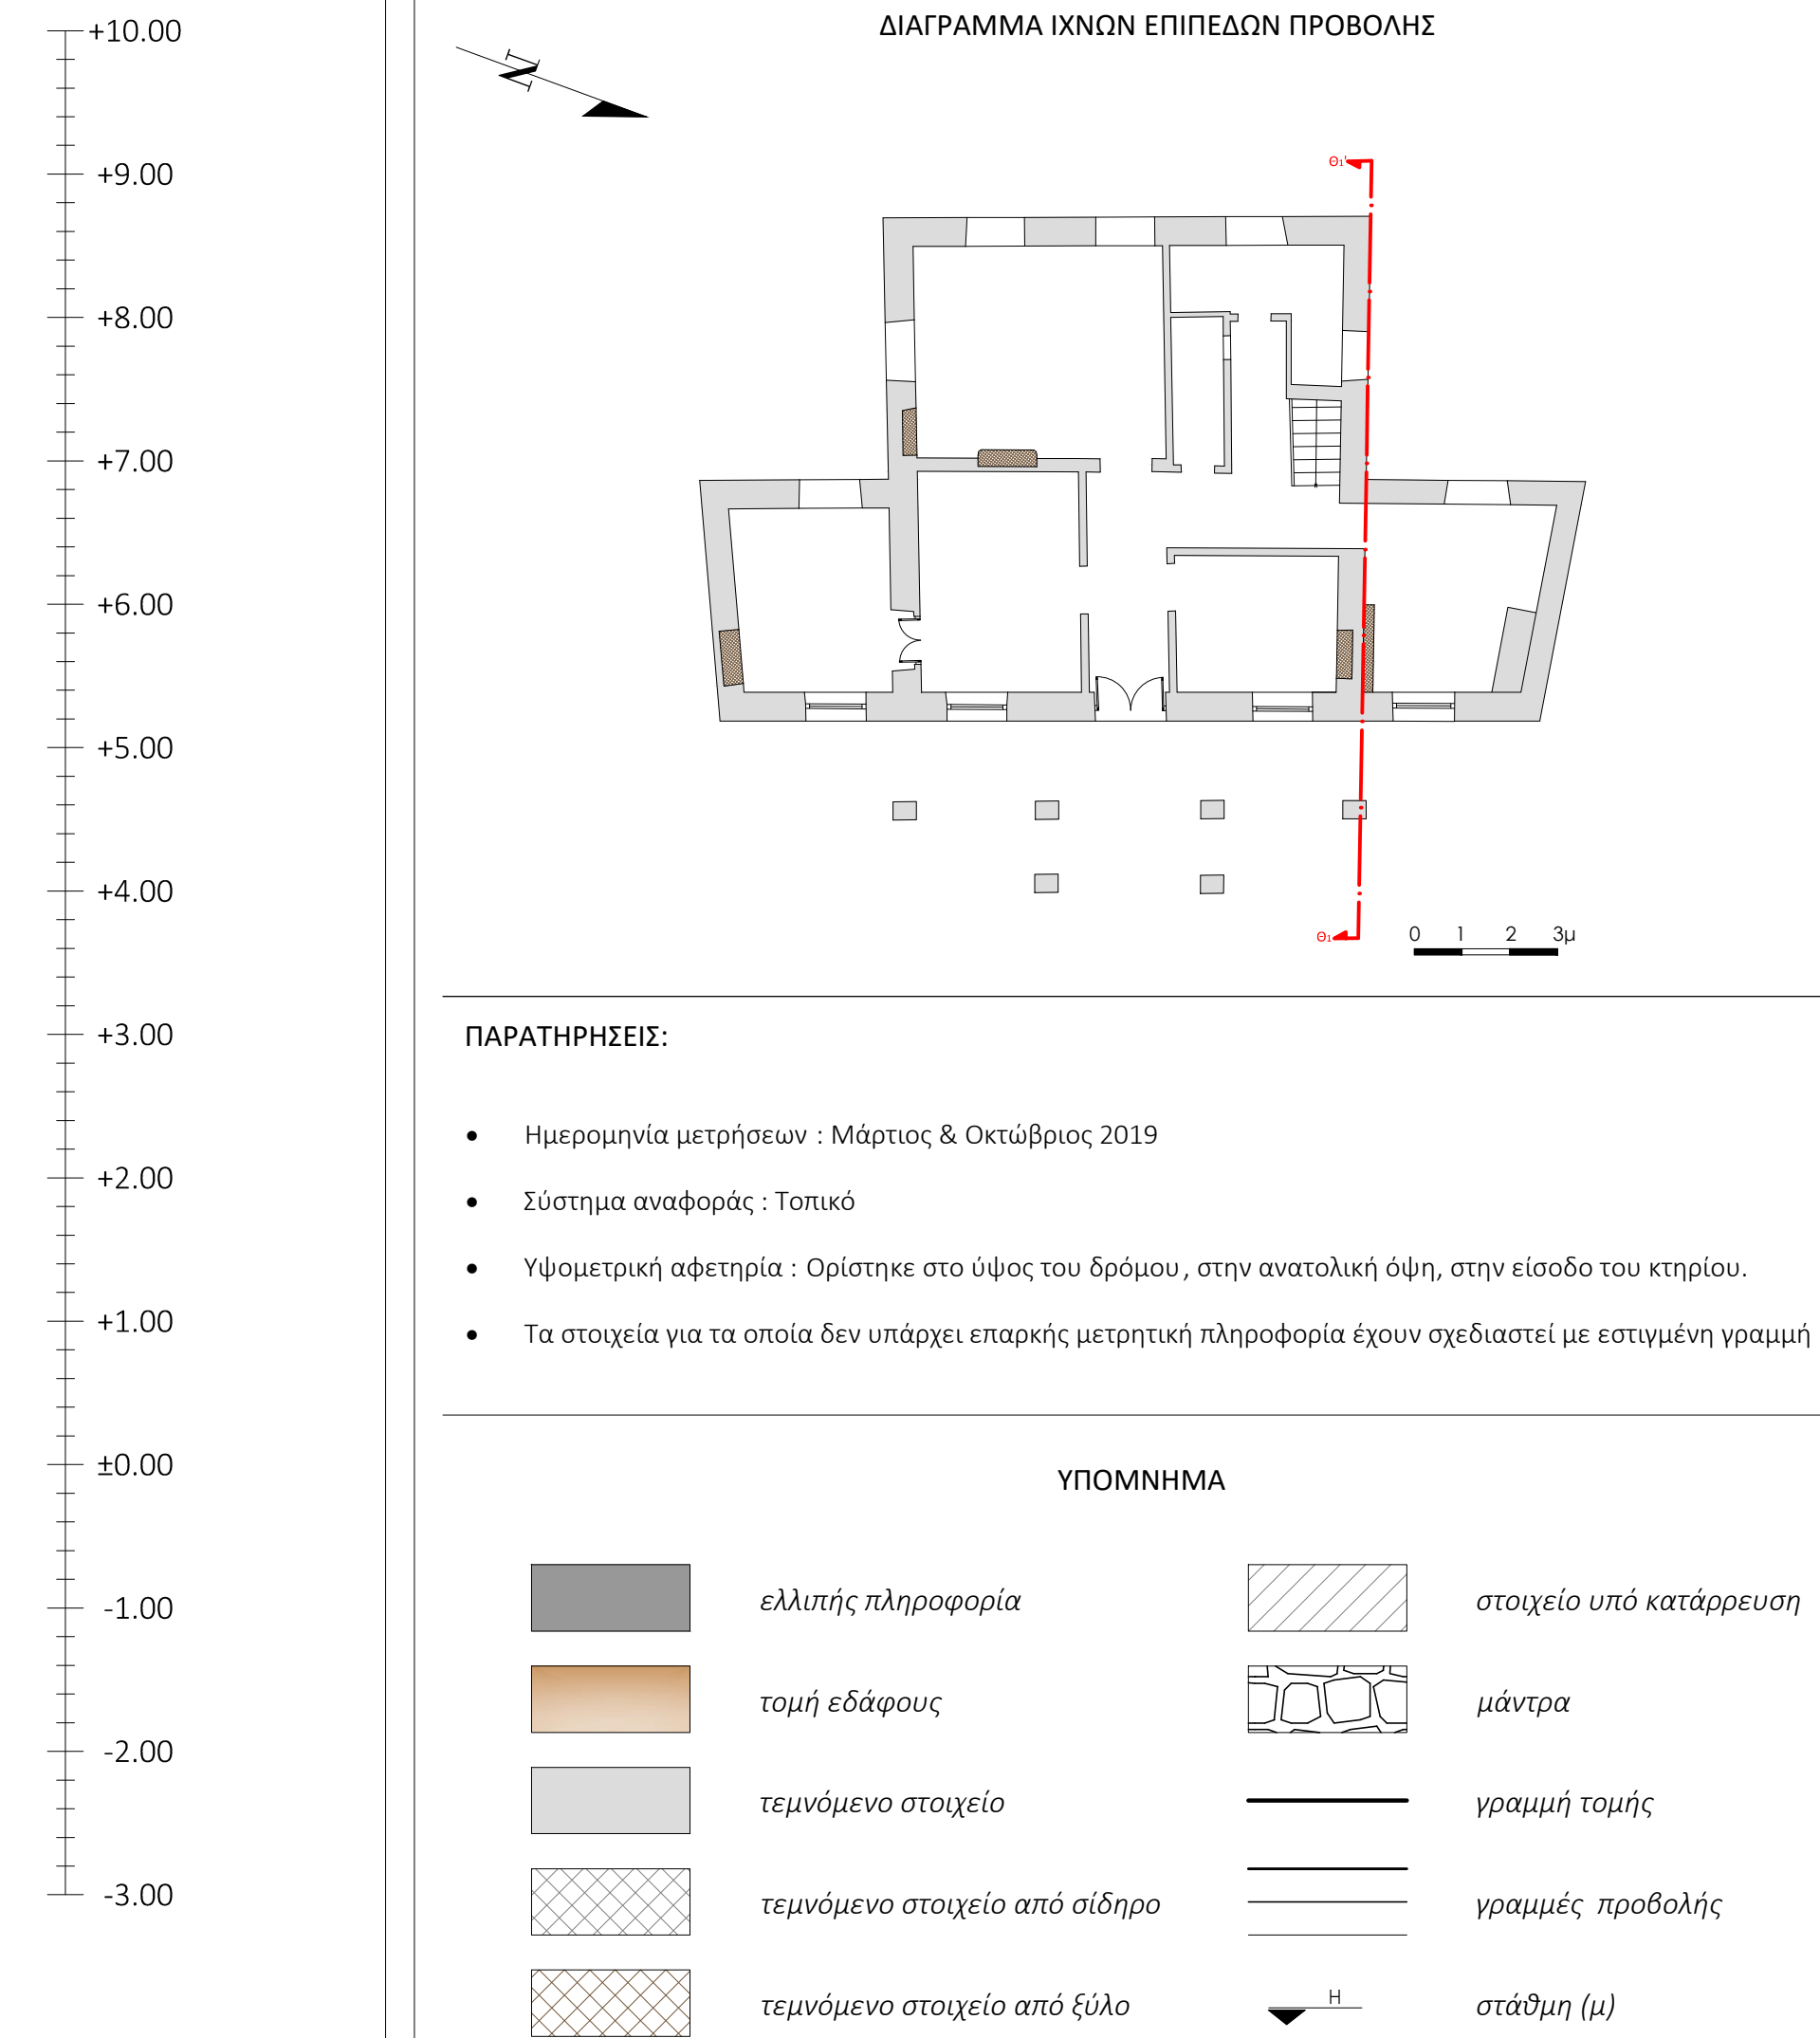 +10.00
+9.00
+8.00
+7.00
+6.00
+5.00
+4.00
+3.00
+2.00
+1.00
±0.00
-1.00
-2.00
-3.00
ΔΙΑΓΡΑΜΜΑ ΙΧΝΩΝ ΕΠΙΠΕΔΩΝ ΠΡΟΒΟΛΗΣ
N
Θ1'
Θ1
0 1 2 3μ
ΠΑΡΑΤΗΡΗΣΕΙΣ:
• Ημερομηνία μετρήσεων : Μάρτιος & Οκτώβριος 2019
• Σύστημα αναφοράς : Τοπικό
• Υψομετρική αφετηρία : Ορίστηκε στο ύψος του δρόμου, στην ανατολική όψη, στην είσοδο του κτηρίου.
• Τα στοιχεία για τα οποία δεν υπάρχει επαρκής μετρητική πληροφορία έχουν σχεδιαστεί με εστιγμένη γραμμή
ΥΠΟΜΝΗΜΑ
ελλιπής πληροφορία
στοιχείο υπό κατάρρευση
τομή εδάφους
μάντρα
τεμνόμενο στοιχείο
γραμμή τομής
τεμνόμενο στοιχείο από σίδηρο
γραμμές προβολής
τεμνόμενο στοιχείο από ξύλο
H
στάθμη (μ)